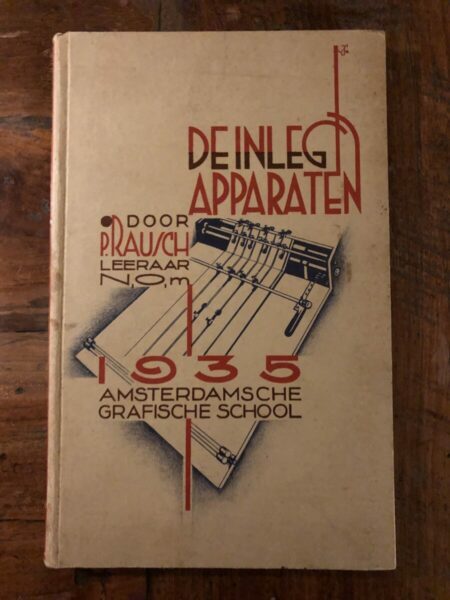 DE INLEG
APPARATEN
DOOR
P. RAUSCH
LEERAAR
N,O,m
1935
AMSTERDAMSCHE
GRAFISCHE SCHOOL